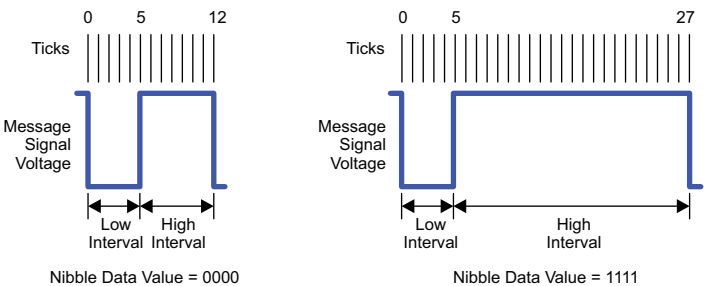 0 5 12
Ticks
Message
Signal
Voltage
Low
Interval
High
Interval
Nibble Data Value = 0000
0 5 27
Ticks
Message
Signal
Voltage
Low
Interval
High
Interval
Nibble Data Value = 1111